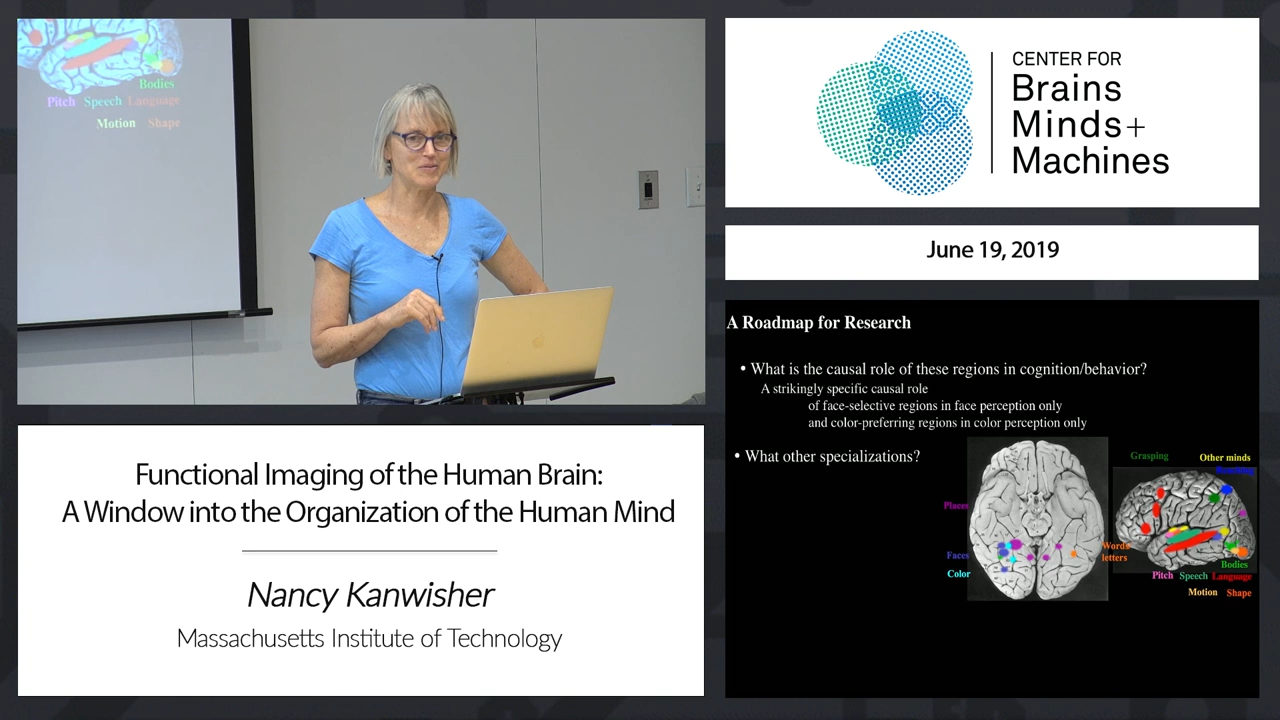 Bodies
Pitch Speech Language
Motion Shape
CENTER FOR
Brains
Minds+
Machines
June 19, 2019
Functional Imaging of the Human Brain:
A Window into the Organization of the Human Mind
Nancy Kanwisher
Massachusetts Institute of Technology
A Roadmap for Research
• What is the causal role of these regions in cognition/behavior?
A strikingly specific causal role
of face-selective regions in face perception only
and color-preferring regions in color perception only
• What other specializations?
Grasping
Other minds
Places
Faces
Color
Words
letters
Bodies
Pitch Speech Language
Motion Shape